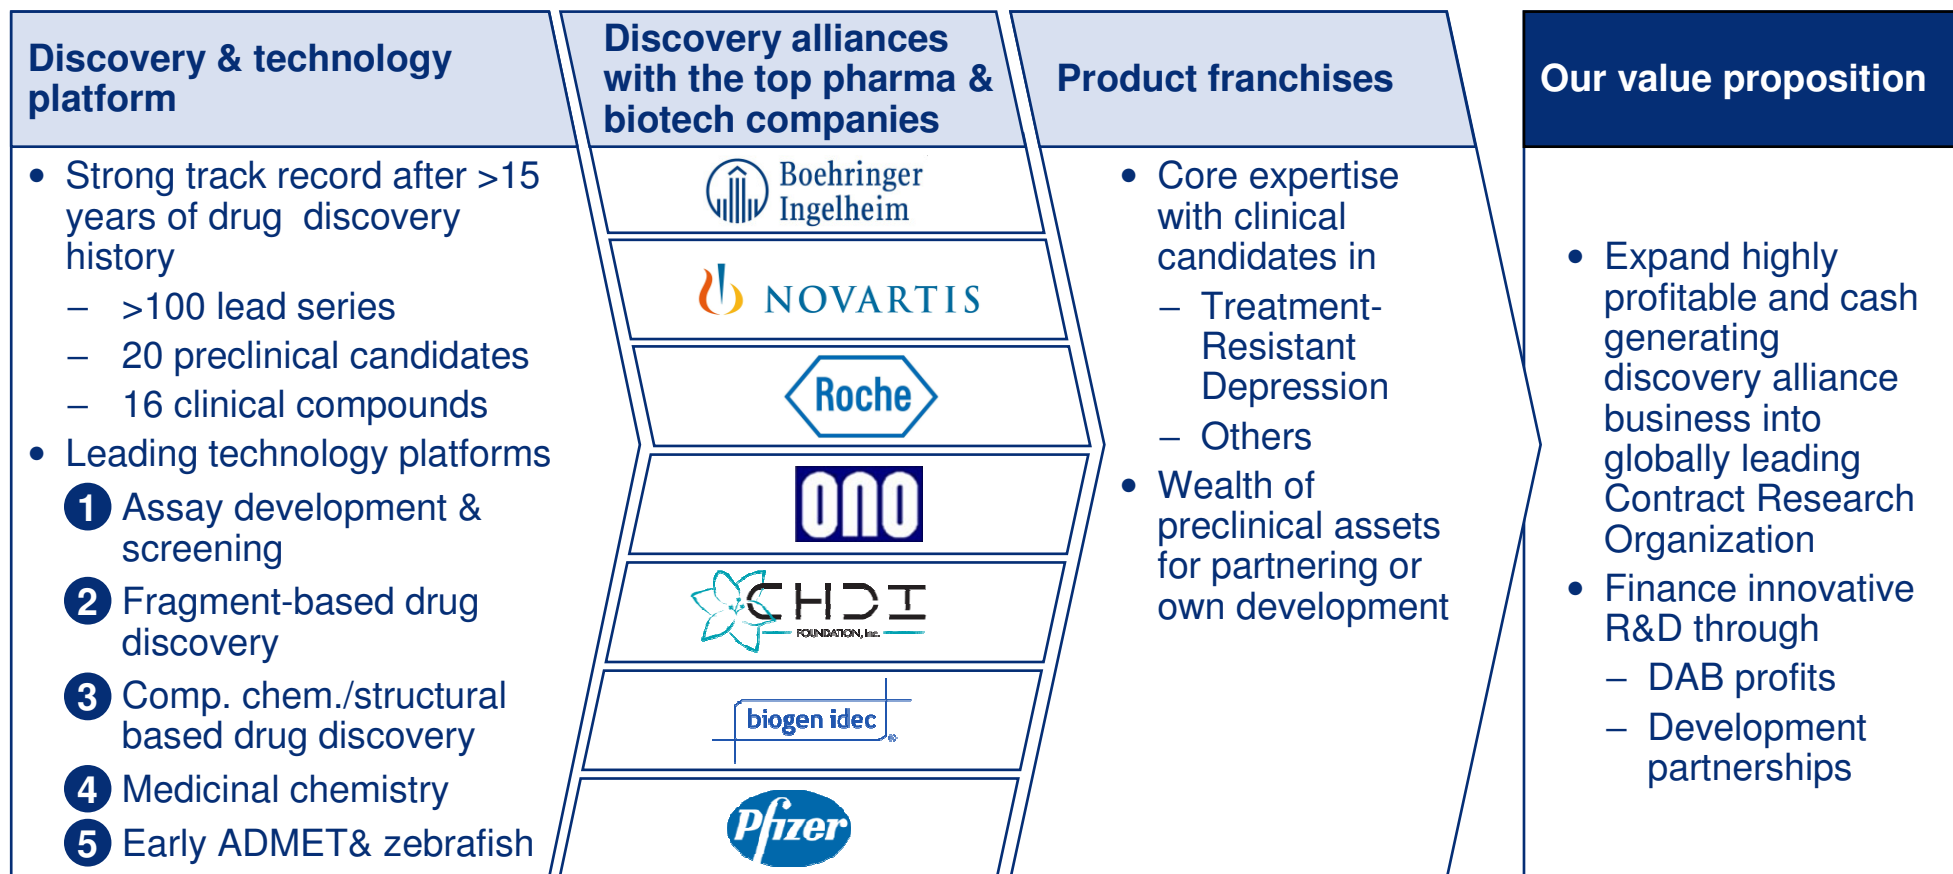 Discovery & technology
platform
• Strong track record after >15
years of drug discovery
history
– >100 lead series
– 20 preclinical candidates
– 16 clinical compounds
• Leading technology platforms
1 Assay development &
screening
2 Fragment-based drug
discovery
3 Comp. chem./structural
based drug discovery
4 Medicinal chemistry
5 Early ADMET& zebrafish
Discovery alliances
with the top pharma &
biotech companies
Boehringer
Ingelheim
NOVARTIS
Roche
ono
CHDI
FOUNDATION, Inc.
biogen idec
®
Pfizer
Product franchises
• Core expertise
with clinical
candidates in
– Treatment-
Resistant
Depression
– Others
• Wealth of
preclinical assets
for partnering or
own development
Our value proposition
• Expand highly
profitable and cash
generating
discovery alliance
business into
globally leading
Contract Research
Organization
• Finance innovative
R&D through
– DAB profits
– Development
partnerships